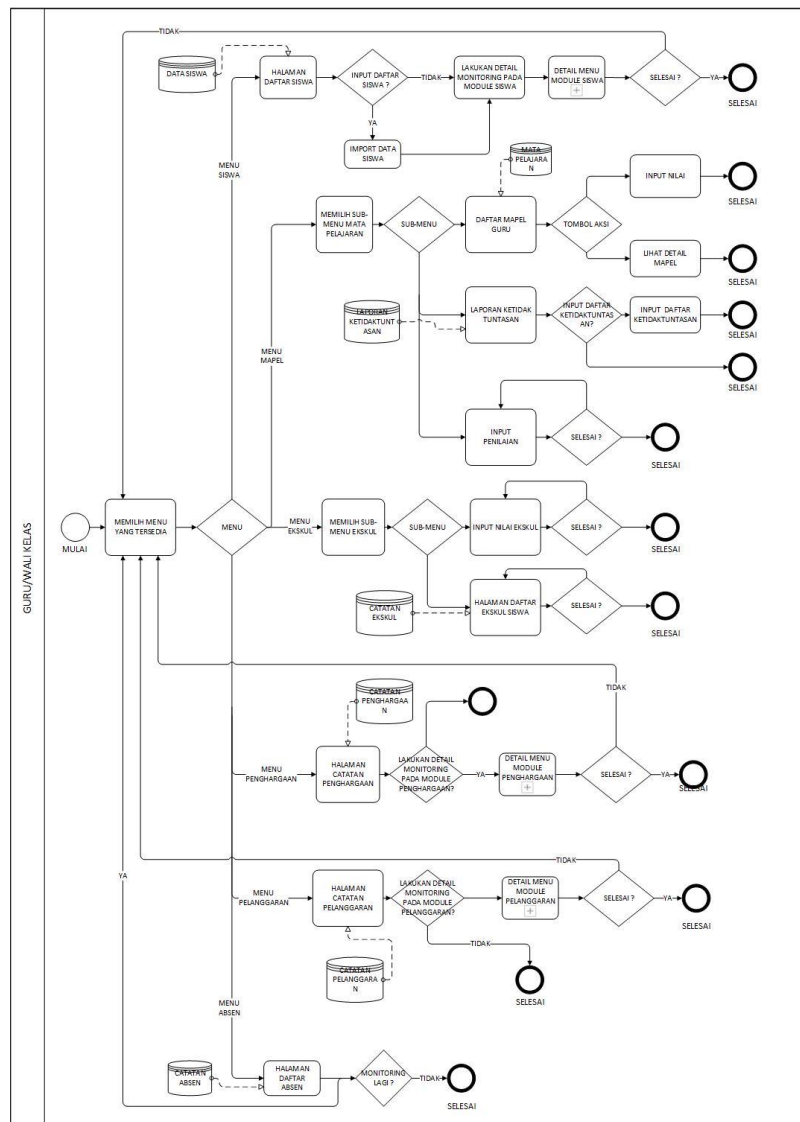 GURU/WALI KELAS
TIDAK
DATA SISWA
HALAMAN
DAFTAR SISWA
INPUT DAFTAR
SISWA ?
TIDAK
LAKUKAN DETAIL
MONITORING PADA
MODULE SISWA
DETAIL MENU
MODULE SISWA
SELESAI ?
YA
SELESAI
YA
IMPORT DATA
SISWA
MENU
SISWA
MATA
PELAJARA
N
MEMILIH SUB-
MENU MATA
PELAJARAN
SUB-MENU
DAFTAR MAPEL
GURU
TOMBOL AKSI
INPUT NILAI
SELESAI
LIHAT DETAIL
MAPEL
SELESAI
LAPORAN
KETIDAKTUNT
ASAN
LAPORAN KETIDAK
TUNTASAN
INPUT DAFTAR
KETIDAKTUNTAS
AN?
INPUT DAFTAR
KETIDAKTUNTASAN
SELESAI
SELESAI
MENU
MAPEL
INPUT
PENILAIAN
SELESAI ?
SELESAI
MULAI
MEMILIH MENU
YANG TERSEDIA
MENU
MENU
EKSKUL
MEMILIH SUB-
MENU EKSKUL
SUB-MENU
INPUT NILAI EKSKUL
SELESAI ?
SELESAI
CATATAN
EKSKUL
HALAMAN DAFTAR
EKSKUL SISWA
SELESAI ?
SELESAI
TIDAK
CATATAN
PENGHARGAA
N
MENU
PENGHARGAAN
HALAMAN
CATATAN
PENGHARGAAN
LAKUKAN DETAIL
MONITORING
PADA MODULE
PENGHARGAAN?
YA
DETAIL MENU
MODULE
PENGHARGAAN
SELESAI ?
YA
SELESAI
TIDAK
YA
MENU
PELANGGARAN
HALAMAN
CATATAN
PELANGGARAN
LAKUKAN DETAIL
MONITORING
PADA MODULE
PELANGGARAN?
DETAIL MENU
MODULE
PELANGGARAN
SELESAI ?
YA
SELESAI
TIDAK
CATATAN
PELANGGARA
N
SELESAI
MENU
ABSEN
CATATAN
ABSEN
HALAMAN
DAFTAR
ABSEN
MONITORING
LAGI ?
TIDAK
SELESAI